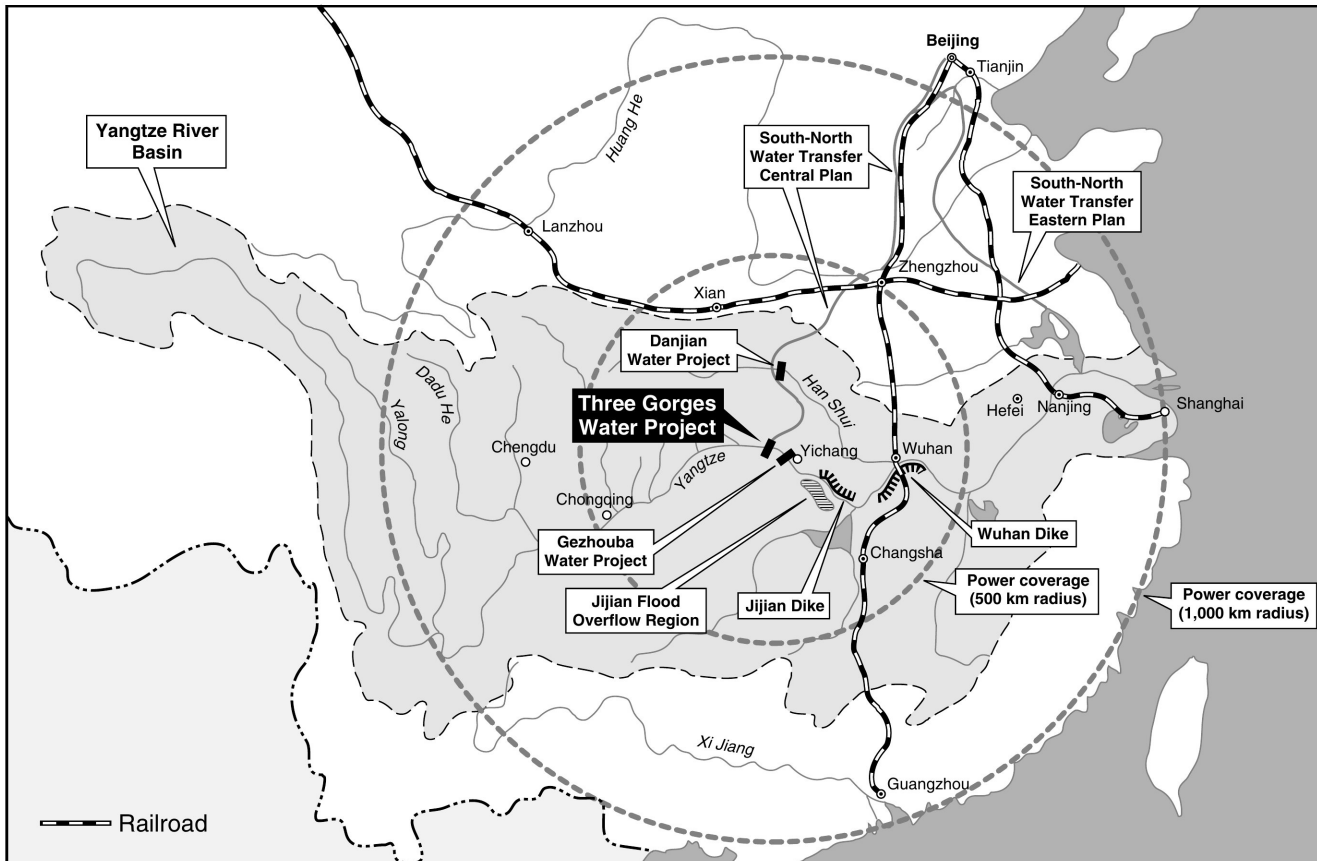 Beijing
Tianjin
Huang He
Yangtze River
Basin
South-North
Water Transfer
Central Plan
South-North
Water Transfer
Eastern Plan
Lanzhou
Zhengzhou
Xian
Danjian
Water Project
Dadu He
Han Shui
Three Gorges
Water Project
Yalong
Hefei
Nanjing
Shanghai
Chengdu
Yangtze
Yichang
Wuhan
Chongqing
Gezhouba
Water Project
Wuhan Dike
Changsha
Jijian Flood
Overflow Region
Jijian Dike
Power coverage
(500 km radius)
Power coverage
(1,000 km radius)
Xi Jiang
Guangzhou
Railroad